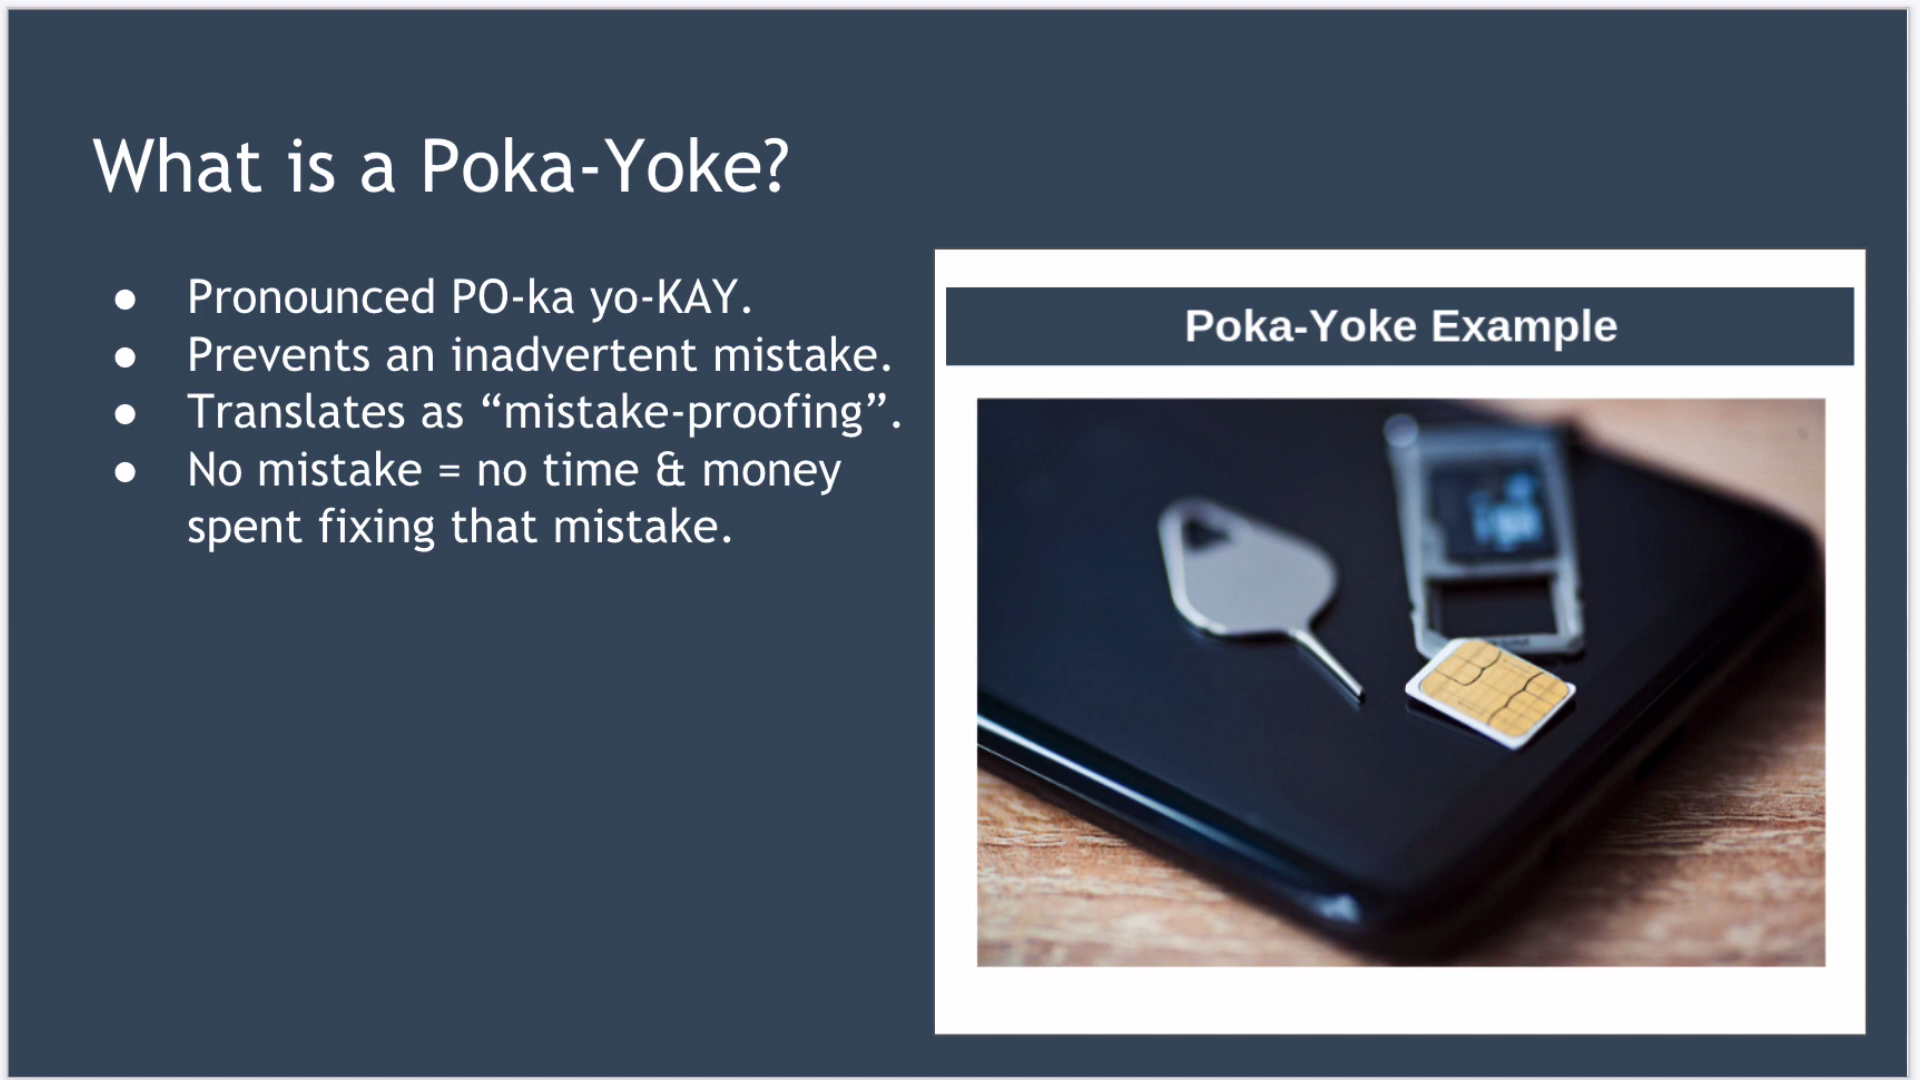 What is a Poka-Yoke?
● Pronounced PO-ka yo-KAY.
● Prevents an inadvertent mistake.
● Translates as “mistake-proofing”.
● No mistake = no time & money
spent fixing that mistake.
Poka-Yoke Example